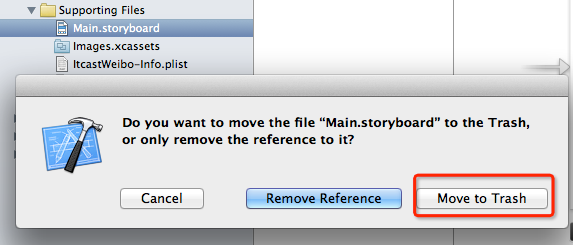 Supporting Files
Main.storyboard
Images.xcassets
ItcastWeibo-Info.plist
Do you want to move the file “Main.storyboard” to the Trash,
or only remove the reference to it?
Cancel
Remove Reference
Move to Trash